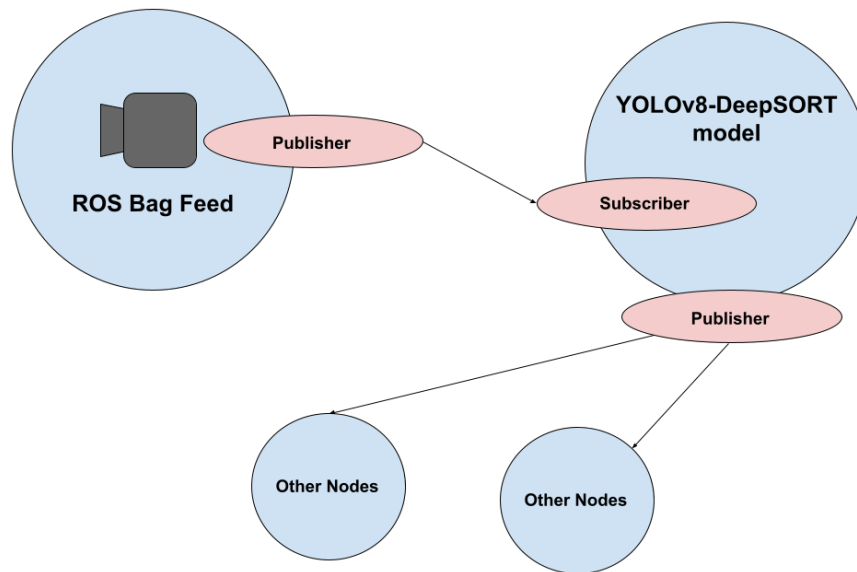 YOLOv8-DeepSORT
model
Publisher
ROS Bag Feed
Subscriber
Publisher
Other Nodes
Other Nodes